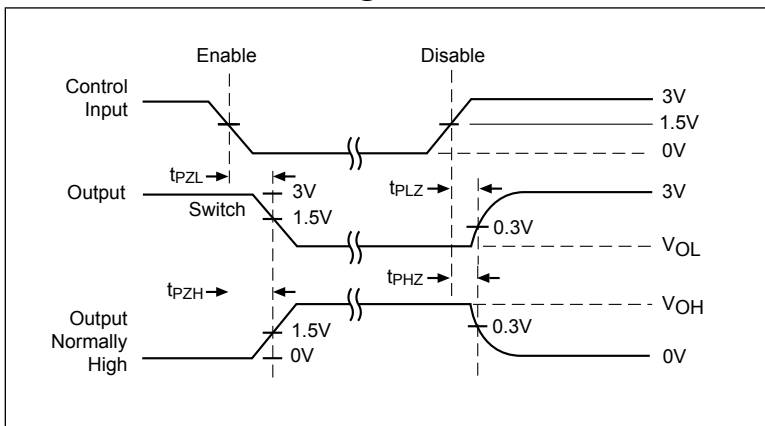 Enable
Disable
Control
Input
3V
1.5V
0V
tPZL
tPLZ
Output
3V
3V
Switch
1.5V
0.3V
VOL
tPZH
tPHZ
VOH
Output
Normally
High
1.5V
0.3V
0V
0V